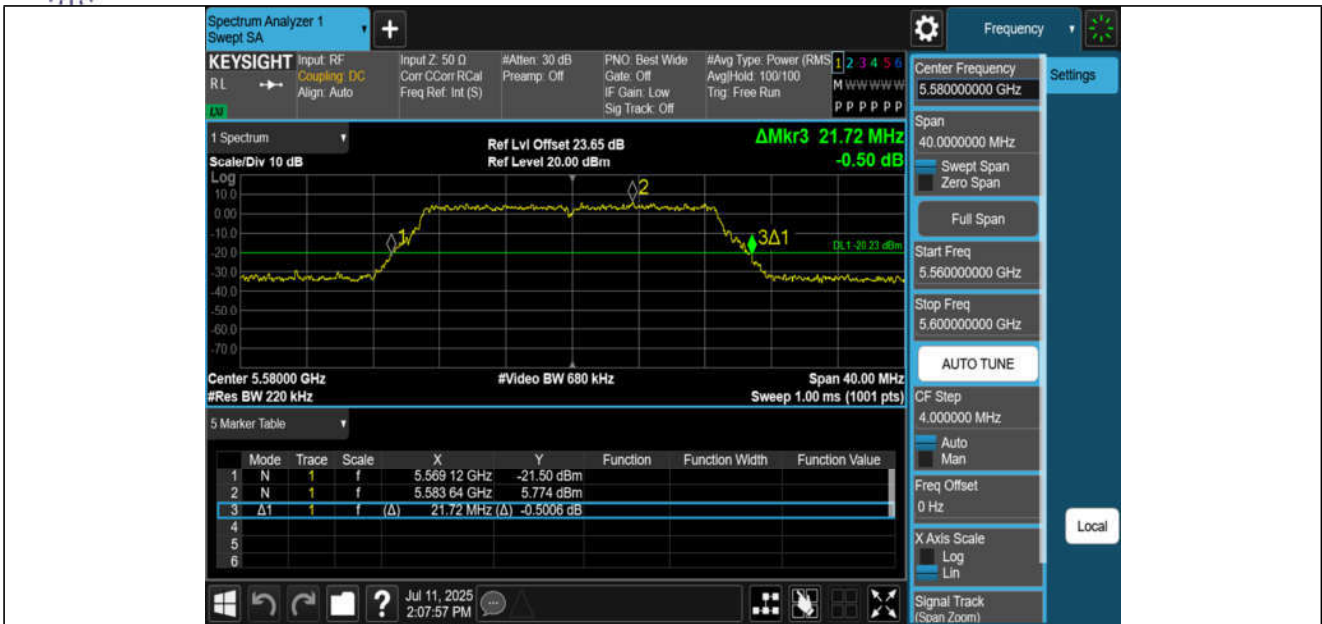 Spectrum Analyzer 1
Swept SA
+
Frequency
KEYSIGHT
RL
LU
Input: RF
Coupling: DC
Align: Auto
Input Z: 50 Ω
Corr CCorr RCal
Freq Ref: Int (S)
#Atten: 30 dB
Preamp: Off
PNO: Best Wide
Gate: Off
IF Gain: Low
Sig Track: Off
#Avg Type: Power (RMS
Avg|Hold: 100/100
Trig: Free Run
1 2 3 4 5 6
M W W W W W
P P P P P P
1 Spectrum
Scale/Div 10 dB
Ref Lvl Offset 23.65 dB
Ref Level 20.00 dBm
ΔMkr3 21.72 MHz
-0.50 dB
Log
10.0
0.00
-10.0
-20.0
-30.0
-40.0
-50.0
-60.0
-70.0
1
2
3Δ1
DL1 -20.23 dBm
Center 5.58000 GHz
#Res BW 220 kHz
#Video BW 680 kHz
Span 40.00 MHz
Sweep 1.00 ms (1001 pts)
5 Marker Table
Mode Trace Scale X Y Function Function Width Function Value
1 N 1 f 5.569 12 GHz -21.50 dBm
2 N 1 f 5.583 64 GHz 5.774 dBm
3 Δ1 1 f (Δ) 21.72 MHz (Δ) -0.5006 dB
4
5
6
?
Jul 11, 2025
2:07:57 PM
Center Frequency
5.580000000 GHz
Span
40.0000000 MHz
Swept Span
Zero Span
Full Span
Start Freq
5.560000000 GHz
Stop Freq
5.600000000 GHz
AUTO TUNE
CF Step
4.000000 MHz
Auto
Man
Freq Offset
0 Hz
X Axis Scale
Log
Lin
Signal Track
(Span Zoom)
Settings
Local